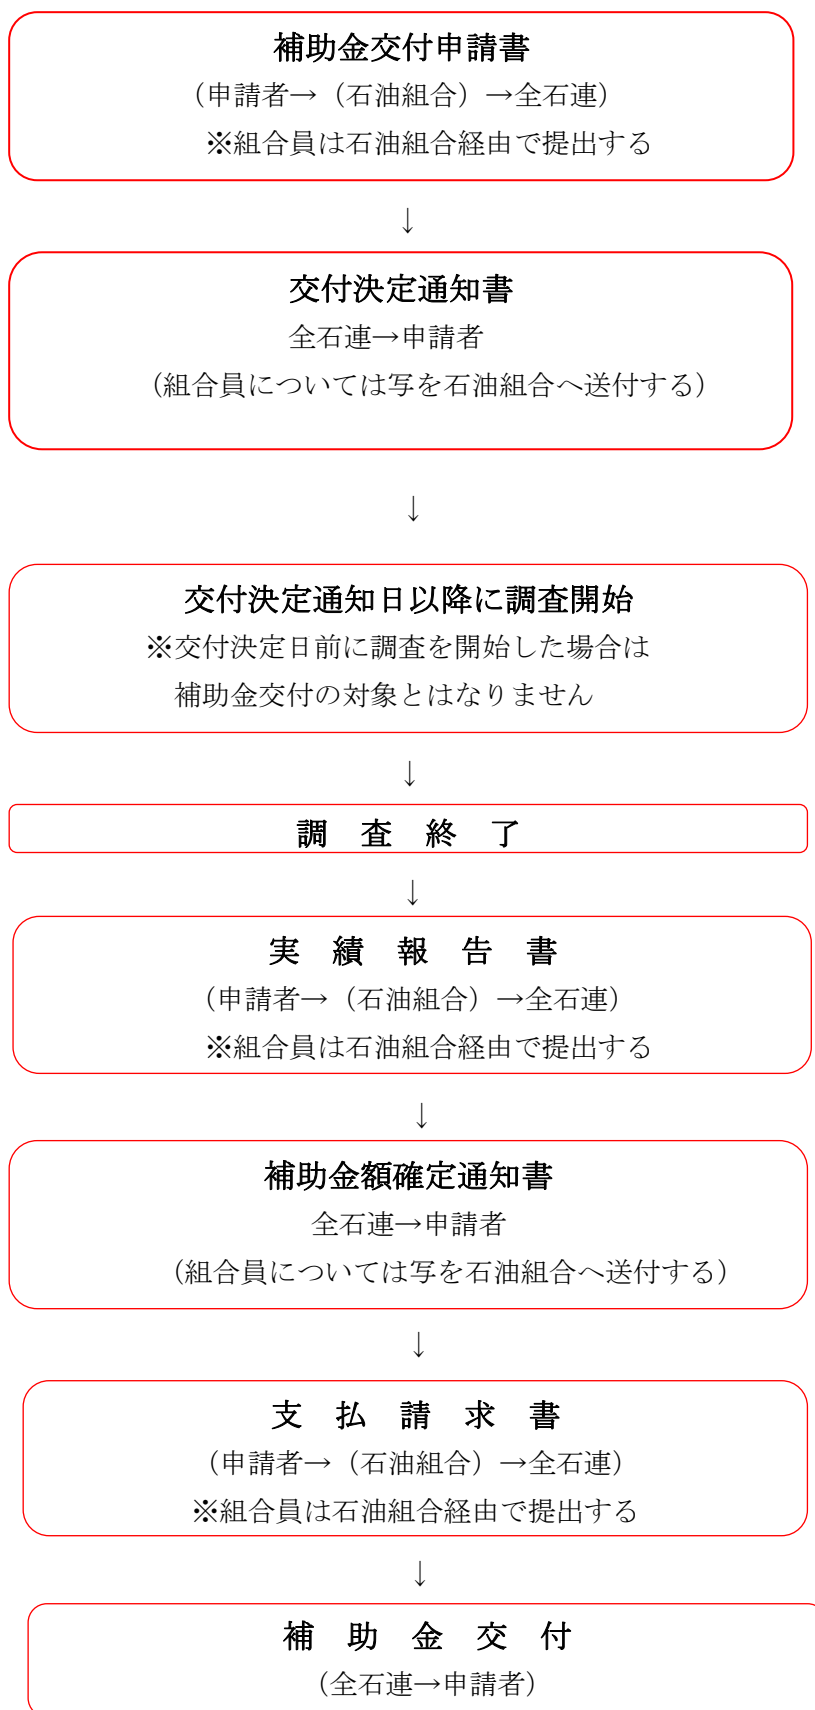 補助金交付申請書
（申請者→（石油組合）→全石連）
※組合員は石油組合経由で提出する
↓
交付決定通知書
全石連→申請者
（組合員については写を石油組合へ送付する）
↓
交付決定通知日以降に調査開始
※交付決定日前に調査を開始した場合は
補助金交付の対象とはなりません
↓
調　査　終　了
↓
実　績　報　告　書
（申請者→（石油組合）→全石連）
※組合員は石油組合経由で提出する
↓
補助金額確定通知書
全石連→申請者
（組合員については写を石油組合へ送付する）
↓
支　払　請　求　書
（申請者→（石油組合）→全石連）
※組合員は石油組合経由で提出する
↓
補　助　金　交　付
（全石連→申請者）